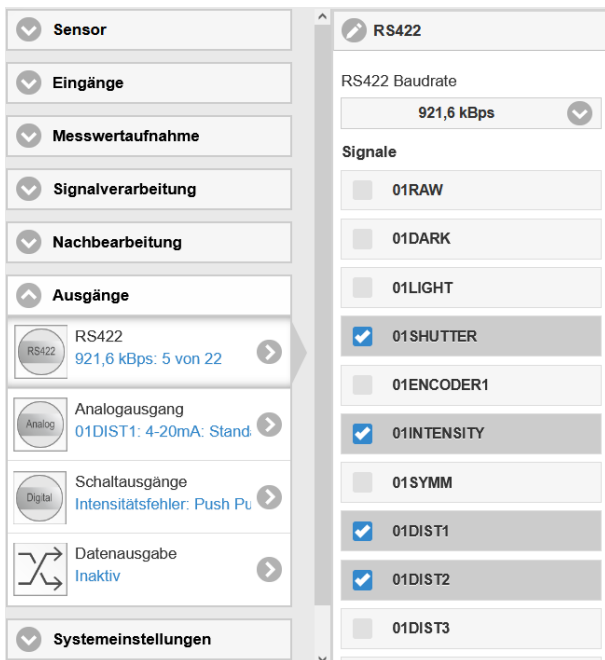 Sensor
Eingänge
Messwertaufnahme
Signalverarbeitung
Nachbearbeitung
Ausgänge
RS422
RS422
921,6 kBps: 5 von 22
Analog
Analogausgang
01DIST1: 4-20mA: Standa
Digital
Schaltausgänge
Intensitätsfehler: Push Pu
Datenausgabe
Inaktiv
Systemeinstellungen
RS422
RS422 Baudrate
921,6 kBps
Signale
01RAW
01DARK
01LIGHT
01SHUTTER
01ENCODER1
01INTENSITY
01SYMM
01DIST1
01DIST2
01DIST3